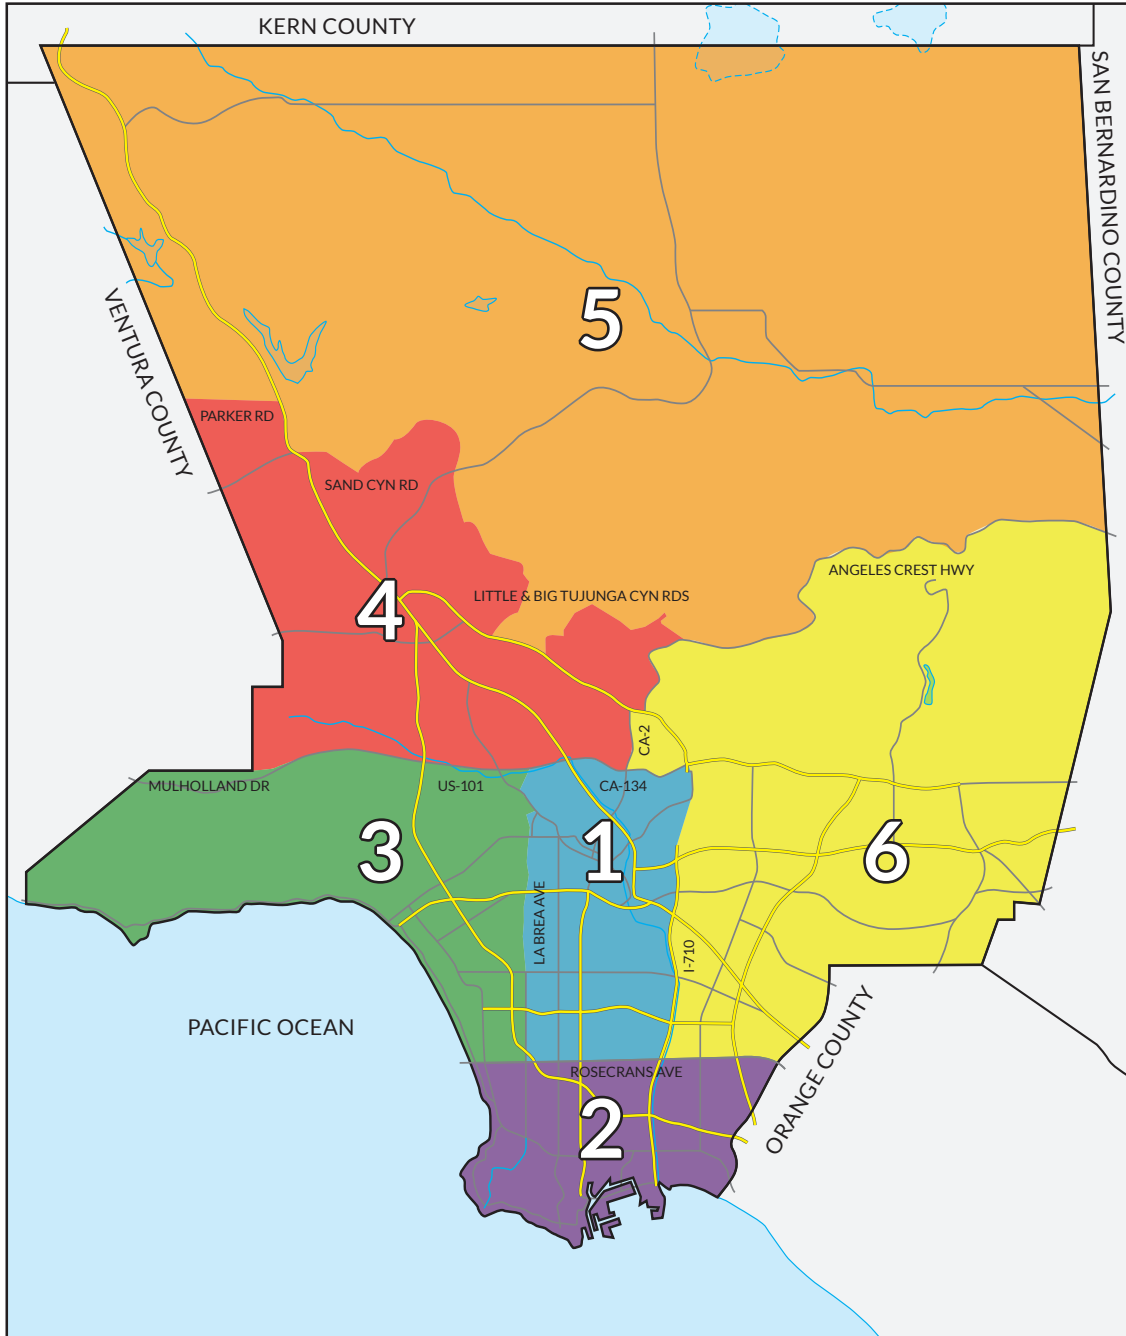 KERN COUNTY
SAN BERNARDINO COUNTY
VENTURA COUNTY
5
PARKER RD
SAND CYN RD
ANGELES CREST HWY
LITTLE & BIG TUJUNGA CYN RDS
4
CA-2
MULHOLLAND DR
US-101
CA-134
3
1
6
LA BREA AVE
I-710
PACIFIC OCEAN
ORANGE COUNTY
ROSECRANS AVE
2